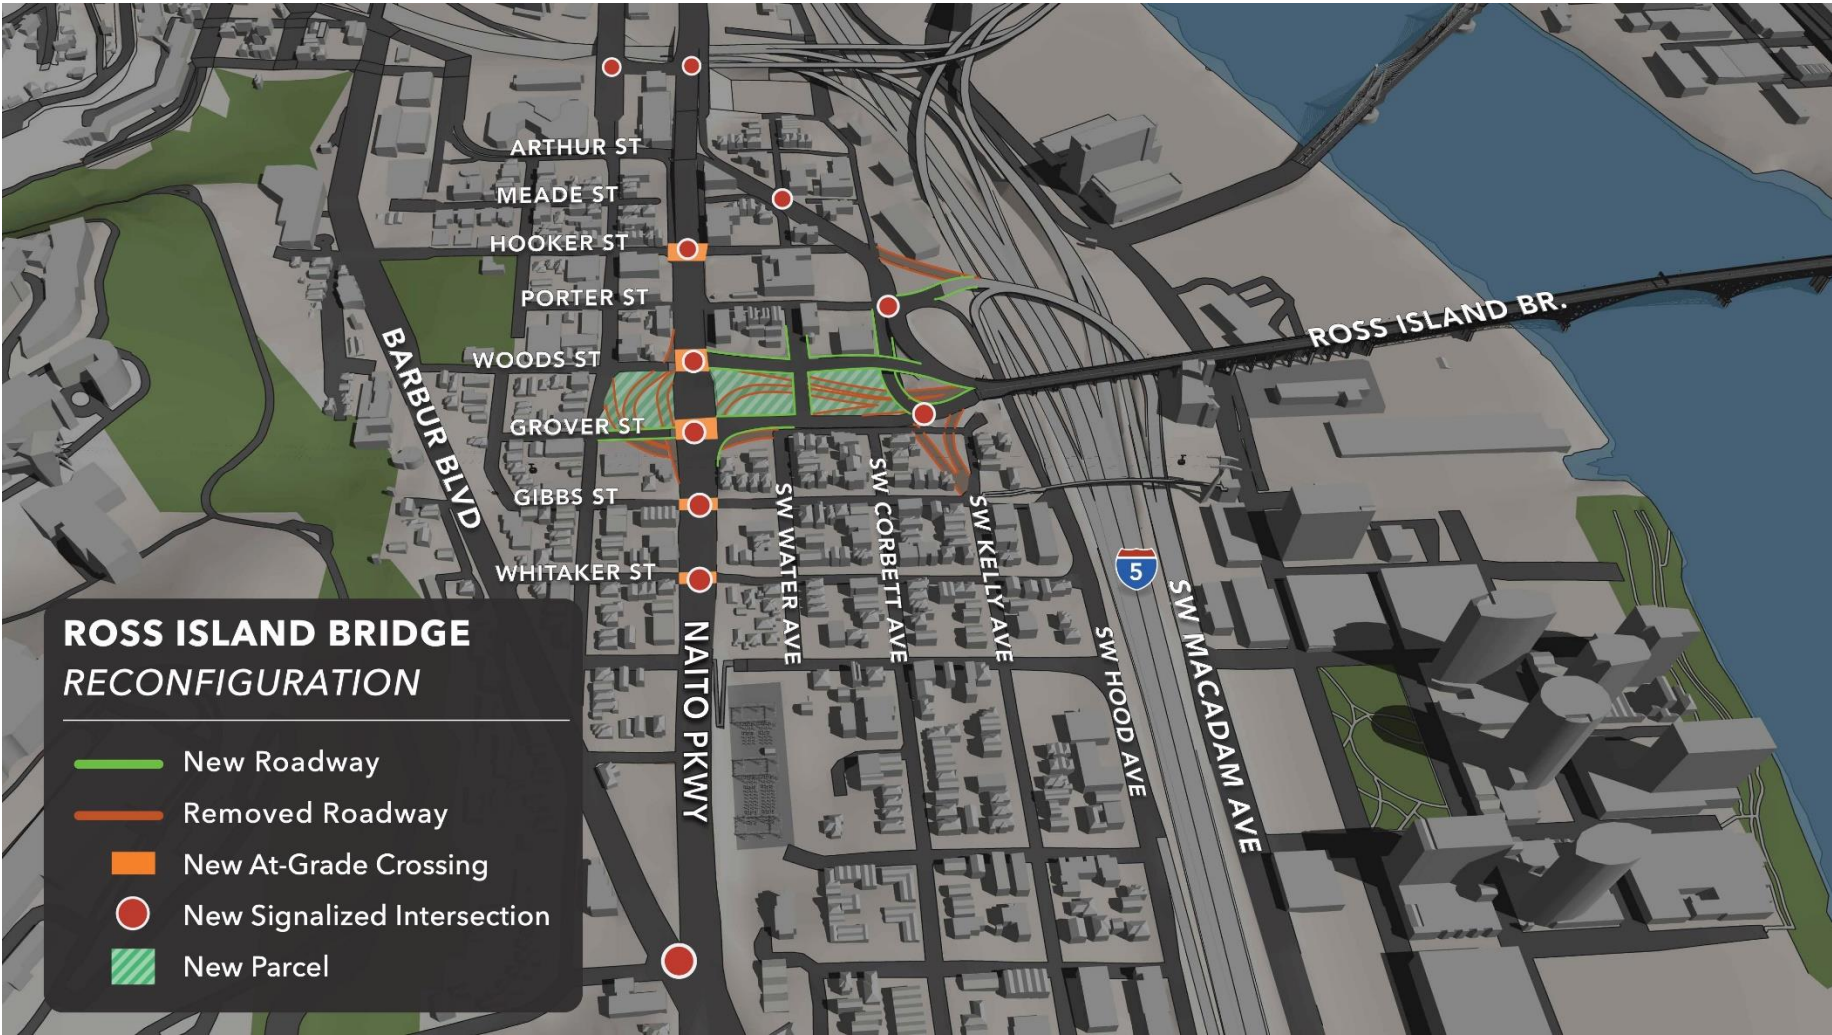 ARTHUR ST
MEADE ST
HOOKER ST
PORTER ST
WOODS ST
GROVER ST
GIBBS ST
WHITAKER ST
BARBUR BLVD
NAITO PKWY
SW WATER AVE
SW CORBETT AVE
SW KELLY AVE
SW HOOD AVE
5
SW MACADAM AVE
ROSS ISLAND BR.
ROSS ISLAND BRIDGE
RECONFIGURATION
New Roadway
Removed Roadway
New At-Grade Crossing
New Signalized Intersection
New Parcel